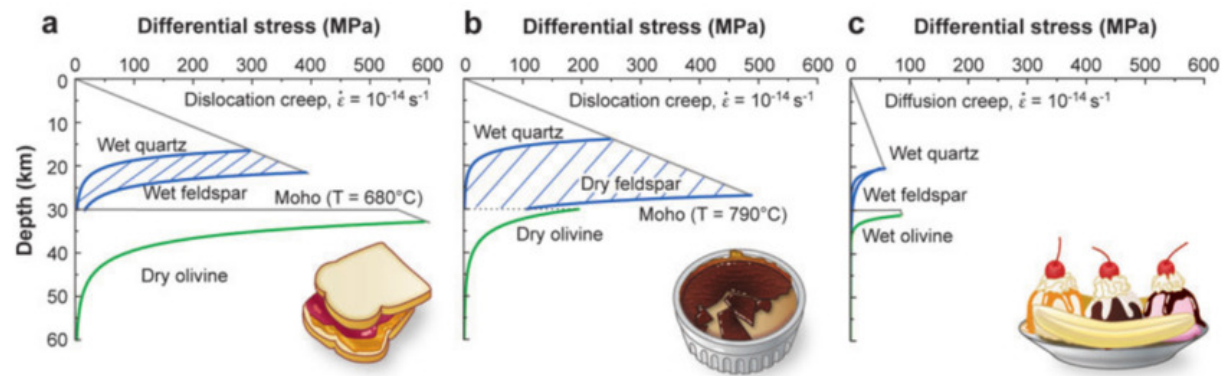 a Differential stress (MPa)
0 100 200 300 400 500 600
Dislocation creep, ε̇ = 10⁻¹⁴ s⁻¹
Wet quartz
Wet feldspar
Moho (T = 680°C)
Dry olivine
Depth (km)
0
10
20
30
40
50
60
b Differential stress (MPa)
0 100 200 300 400 500 600
Dislocation creep, ε̇ = 10⁻¹⁴ s⁻¹
Wet quartz
Dry feldspar
Moho (T = 790°C)
Dry olivine
c Differential stress (MPa)
0 100 200 300 400 500 600
Diffusion creep, ε̇ = 10⁻¹⁴ s⁻¹
Wet quartz
Wet feldspar
Wet olivine